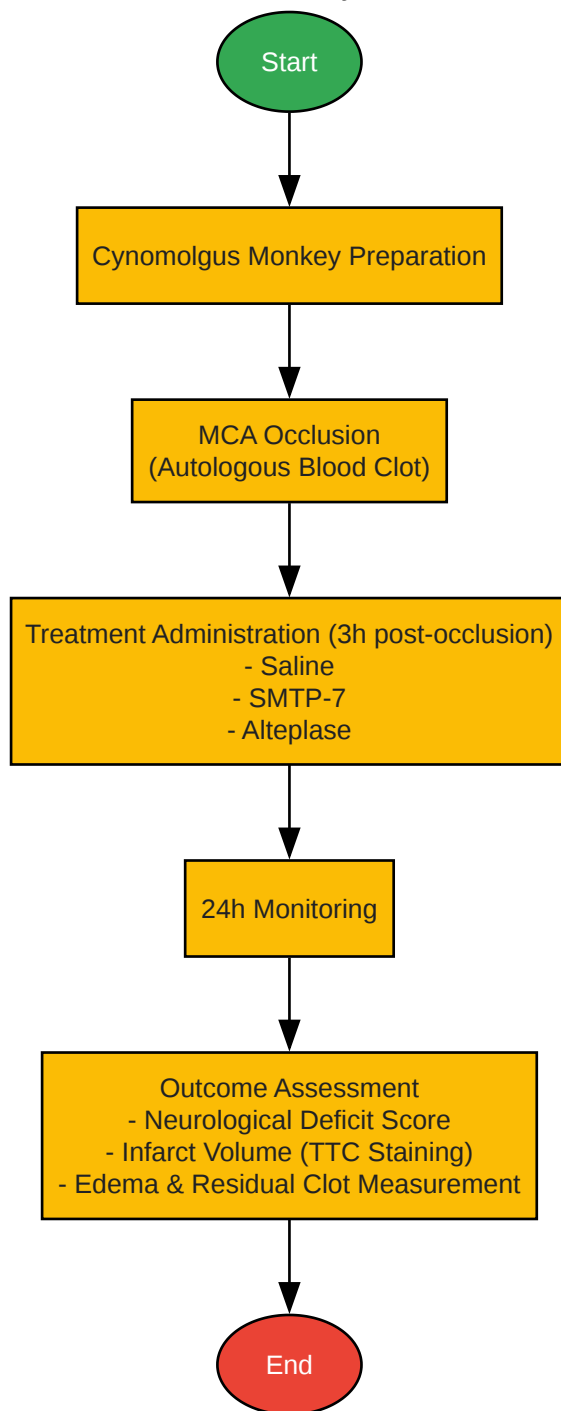 Start
Cynomolgus Monkey Preparation
MCA Occlusion
(Autologous Blood Clot)
Treatment Administration (3h post-occlusion)
- Saline
- SMTP-7
- Alteplase
24h Monitoring
Outcome Assessment
- Neurological Deficit Score
- Infarct Volume (TTC Staining)
- Edema & Residual Clot Measurement
End